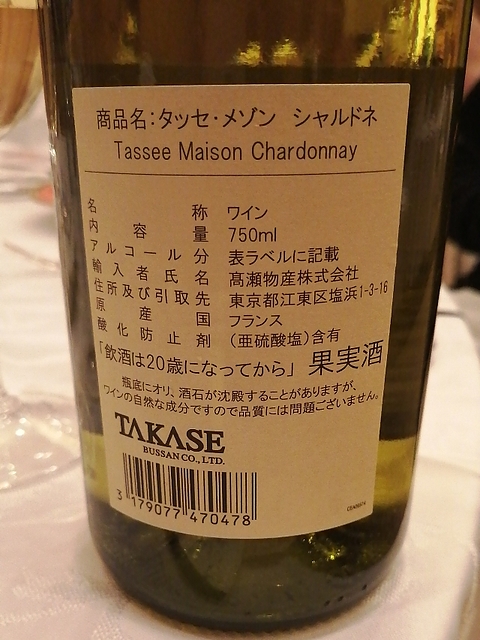 商品名:タッセ・メゾン シャルドネ
Tassee Maison Chardonnay
名称 ワイン
内容量 750ml
アルコール分 表ラベルに記載
輸入者氏名 髙瀬物産株式会社
住所及び引取先 東京都江東区塩浜1-3-16
原産国 フランス
酸化防止剤 (亜硫酸塩)含有
「飲酒は20歳になってから」 果実酒
瓶底にオリ、酒石が沈殿することがありますが、
ワインの自然な成分ですので品質には問題ございません。
TAKASE
BUSSAN CO., LTD.
3 179077 470478